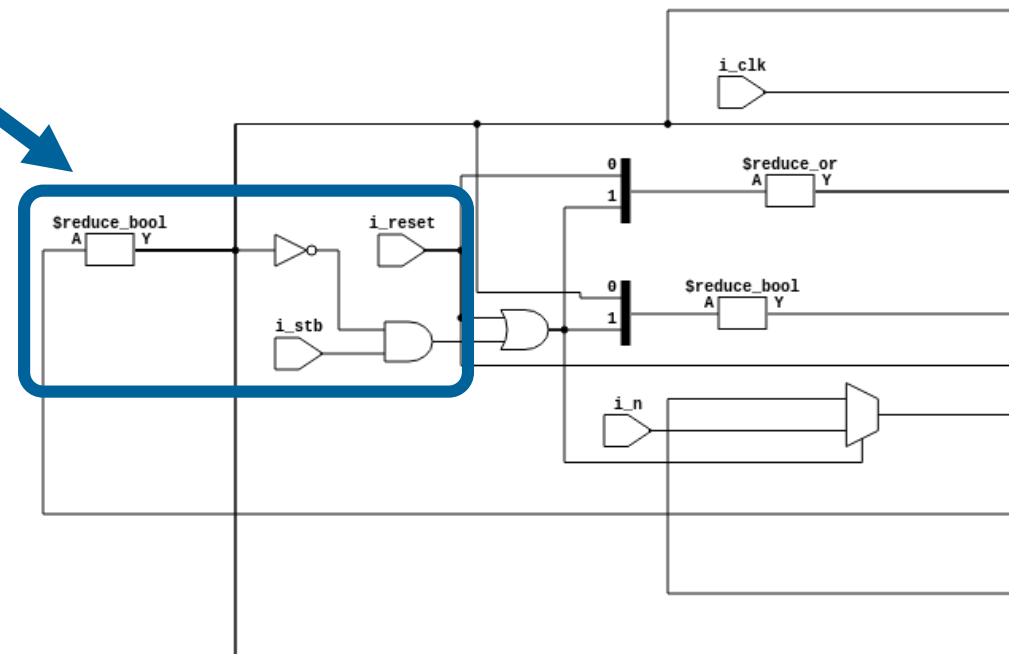 i_clk
0
$reduce_or
1
A
Y
$reduce_bool
A
Y
i_reset
0
$reduce_bool
1
A
Y
i_stb
i_n